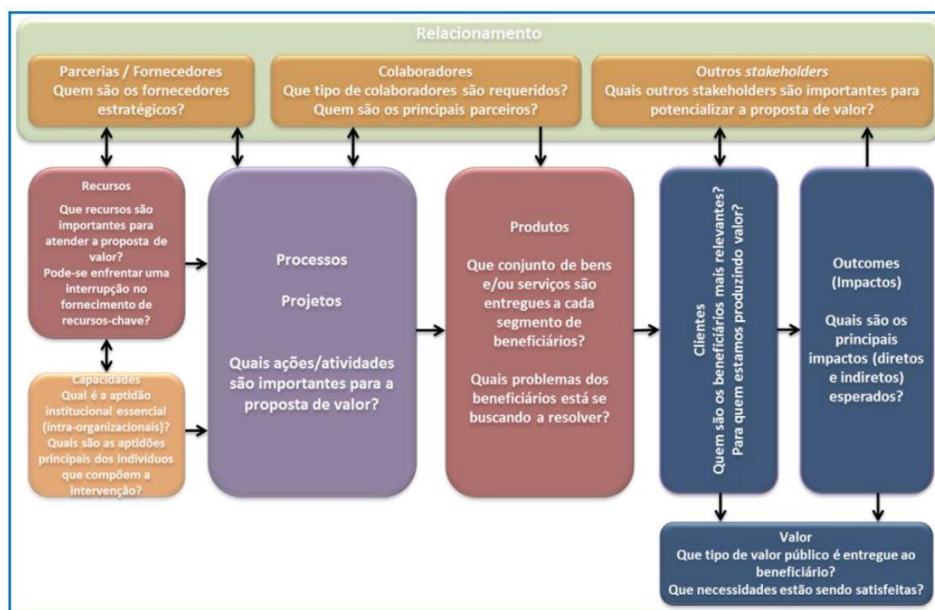 Relacionamento
Parcerias / Fornecedores
Quem são os fornecedores
estratégicos?
Colaboradores
Que tipo de colaboradores são requeridos?
Quem são os principais parceiros?
Outros stakeholders
Quais outros stakeholders são importantes para
potencializar a proposta de valor?
Recursos
Que recursos são
importantes para
atender a proposta de
valor?
Pode-se enfrentar uma
interrupção no
fornecimento de
recursos-chave?
Capacidades
Qual é a aptidão
institucional essencial
(intra-organizacionais)?
Quais são as aptidões
principais dos indivíduos
que compõem a
intervenção?
Processos
Projetos
Quais ações/atividades
são importantes para a
proposta de valor?
Produtos
Que conjunto de bens
e/ou serviços são
entregues a cada
segmento de
beneficiários?
Quais problemas dos
beneficiários está se
buscando a resolver?
Clientes
Quem são os beneficiários mais relevantes?
Para quem estamos produzindo valor?
Outcomes
(Impactos)
Quais são os
principais
impactos (diretos
e indiretos)
esperados?
Valor
Que tipo de valor público é entregue ao
beneficiário?
Que necessidades estão sendo satisfeitas?